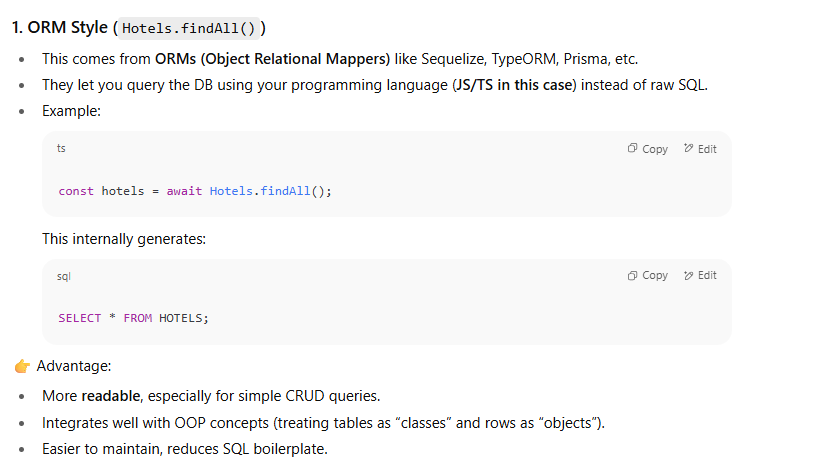 1. ORM Style (Hotels.findAll())
• This comes from ORMs (Object Relational Mappers) like Sequelize, TypeORM, Prisma, etc.
• They let you query the DB using your programming language (JS/TS in this case) instead of raw SQL.
• Example:
ts Copy Edit
const hotels = await Hotels.findAll();
This internally generates:
sql Copy Edit
SELECT * FROM HOTELS;
👉 Advantage:
• More readable, especially for simple CRUD queries.
• Integrates well with OOP concepts (treating tables as “classes” and rows as “objects”).
• Easier to maintain, reduces SQL boilerplate.